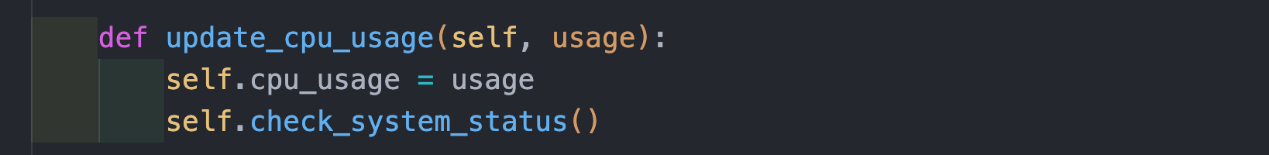 def update_cpu_usage(self, usage):
self.cpu_usage = usage
self.check_system_status()